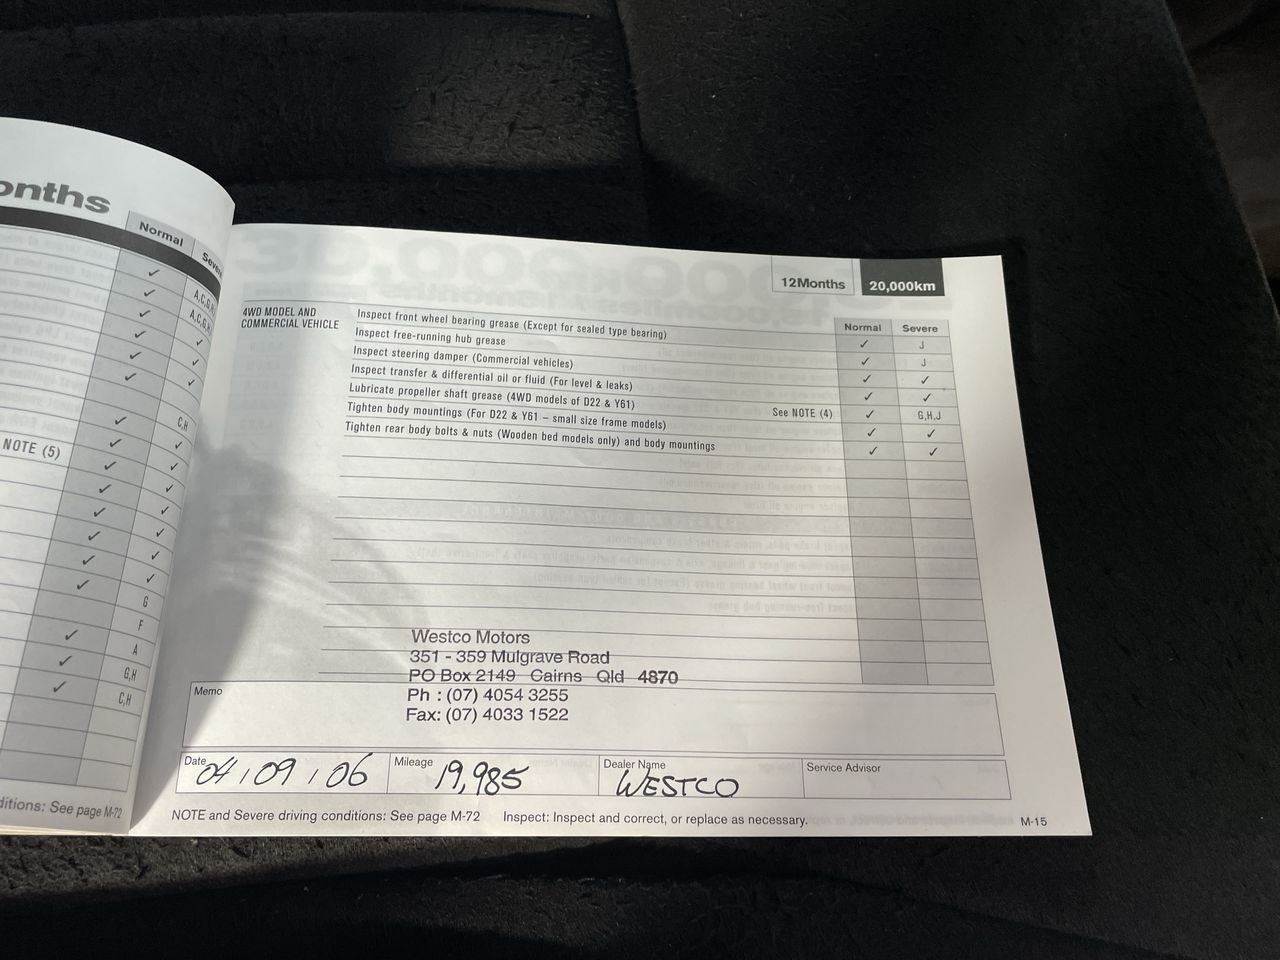 onths
Normal
Severe
A,C,G,H
A,C,G,H
C,H
NOTE (5)
G
F
A
G,H
C,H
ditions: See page M-72
12Months
20,000km
Normal
Severe
4WD MODEL AND
COMMERCIAL VEHICLE
Inspect front wheel bearing grease (Except for sealed type bearing) ✓ J
Inspect free-running hub grease ✓ J
Inspect steering damper (Commercial vehicles) ✓ ✓
Inspect transfer & differential oil or fluid (For level & leaks) ✓ ✓
Lubricate propeller shaft grease (4WD models of D22 & Y61) See NOTE (4) ✓ G,H,J
Tighten body mountings (For D22 & Y61 – small size frame models) ✓ ✓
Tighten rear body bolts & nuts (Wooden bed models only) and body mountings ✓ ✓
Westco Motors
351 - 359 Mulgrave Road
PO Box 2149 Cairns Qld 4870
Ph : (07) 4054 3255
Fax: (07) 4033 1522
Memo
Date 04 / 09 / 06
Mileage 19,985
Dealer Name WESTCO
Service Advisor
NOTE and Severe driving conditions: See page M-72 Inspect: Inspect and correct, or replace as necessary.
M-15